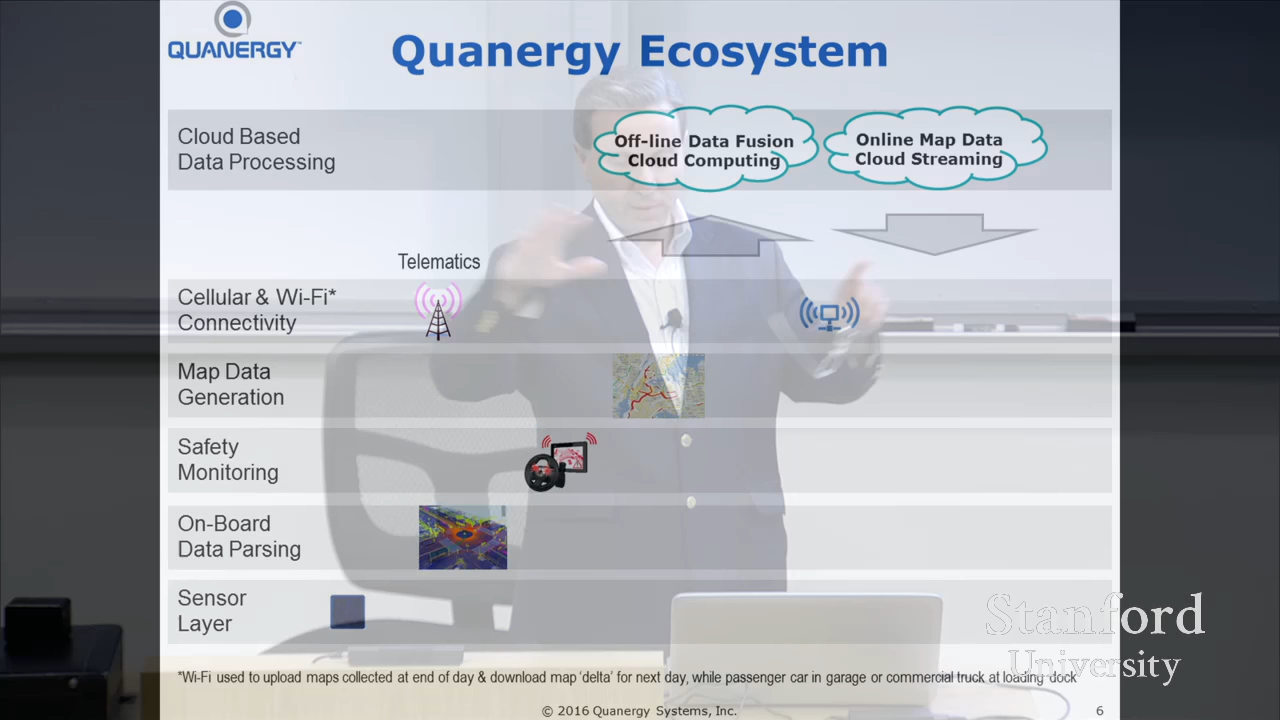 QUANERGY™
Quanergy Ecosystem
Cloud Based
Data Processing
Off-line Data Fusion
Cloud Computing
Online Map Data
Cloud Streaming
Telematics
Cellular & Wi-Fi*
Connectivity
Map Data
Generation
Safety
Monitoring
On-Board
Data Parsing
Sensor
Layer
Stanford
University
*Wi-Fi used to upload maps collected at end of day & download map 'delta' for next day, while passenger car in garage or commercial truck at loading dock
© 2016 Quanergy Systems, Inc.
6